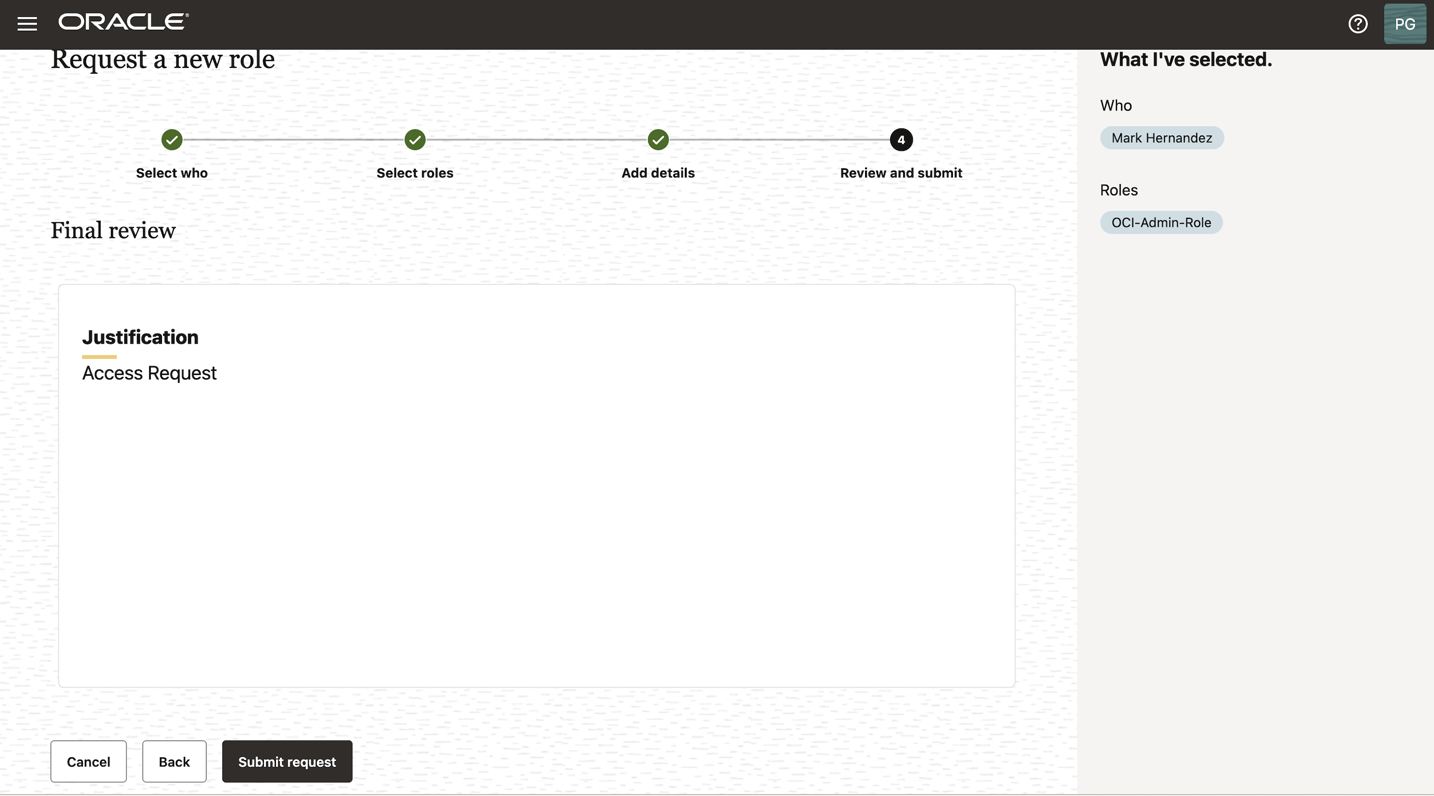 ORACLE®
PG
Request a new role
4
Select who
Select roles
Add details
Review and submit
Final review
Justification
Access Request
Cancel
Back
Submit request
What I've selected.
Who
Mark Hernandez
Roles
OCI-Admin-Role